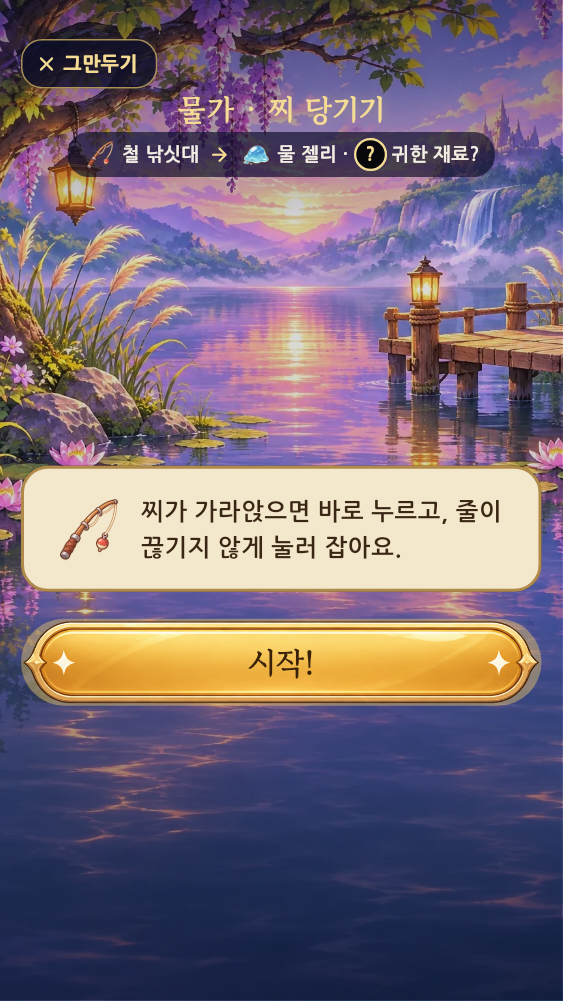 × 그만두기
물가 · 찌 당기기
철 낚싯대 → 물 젤리 · ? 귀한 재료?
찌가 가라앉으면 바로 누르고, 줄이
끊기지 않게 눌러 잡아요.
시작!